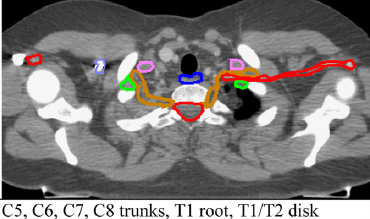 C5, C6, C7, C8 trunks, T1 root, T1/T2 disk